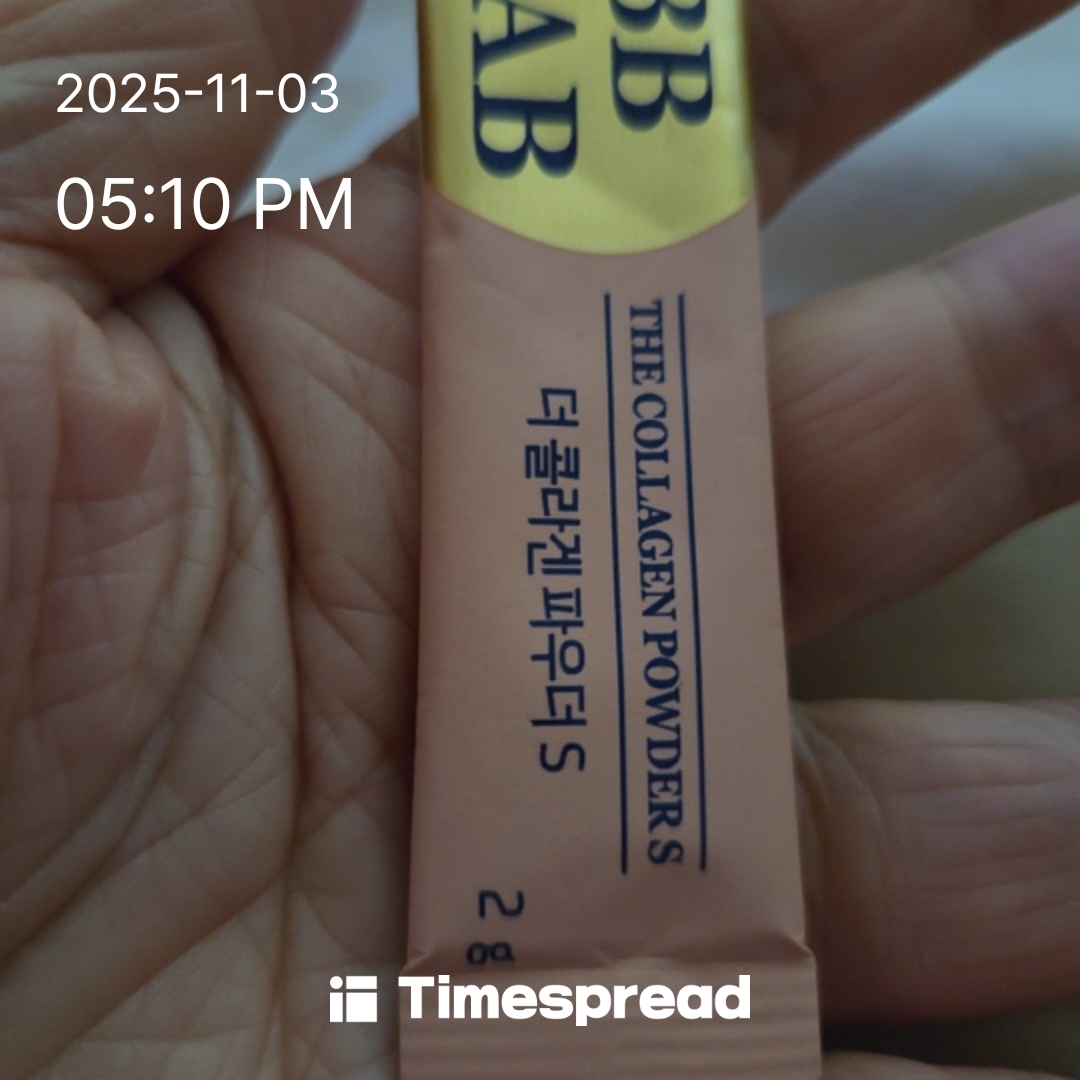 2025-11-03
05:10 PM
BB
AB
THE COLLAGEN POWDER S
더 콜라겐 파우더 S
2g
Timespread